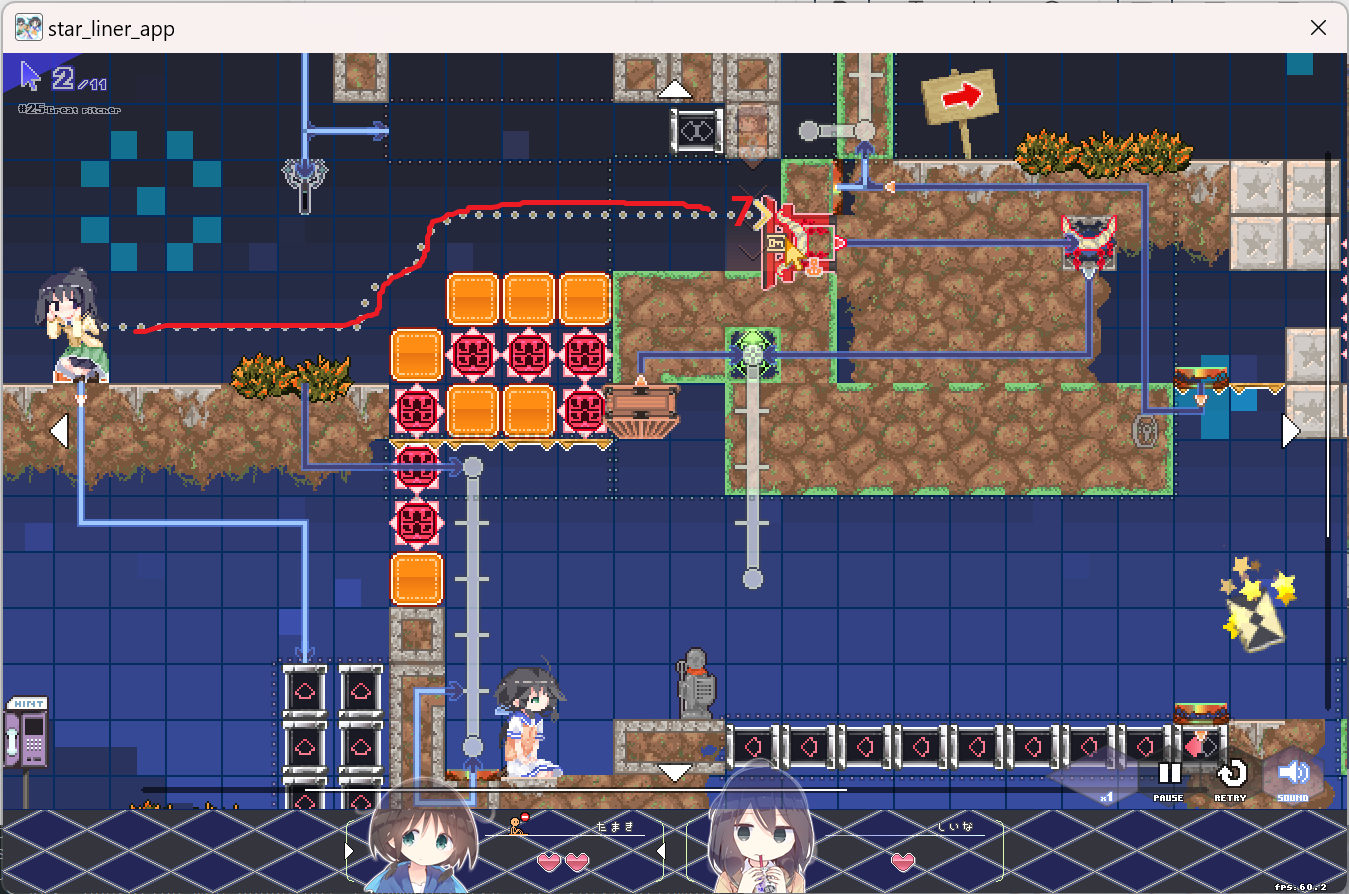 star_liner_app
2/11
#25 Great pitcher
7
HINT
x1
PAUSE
RETRY
SOUND
たまき
しいな
fps:60.2